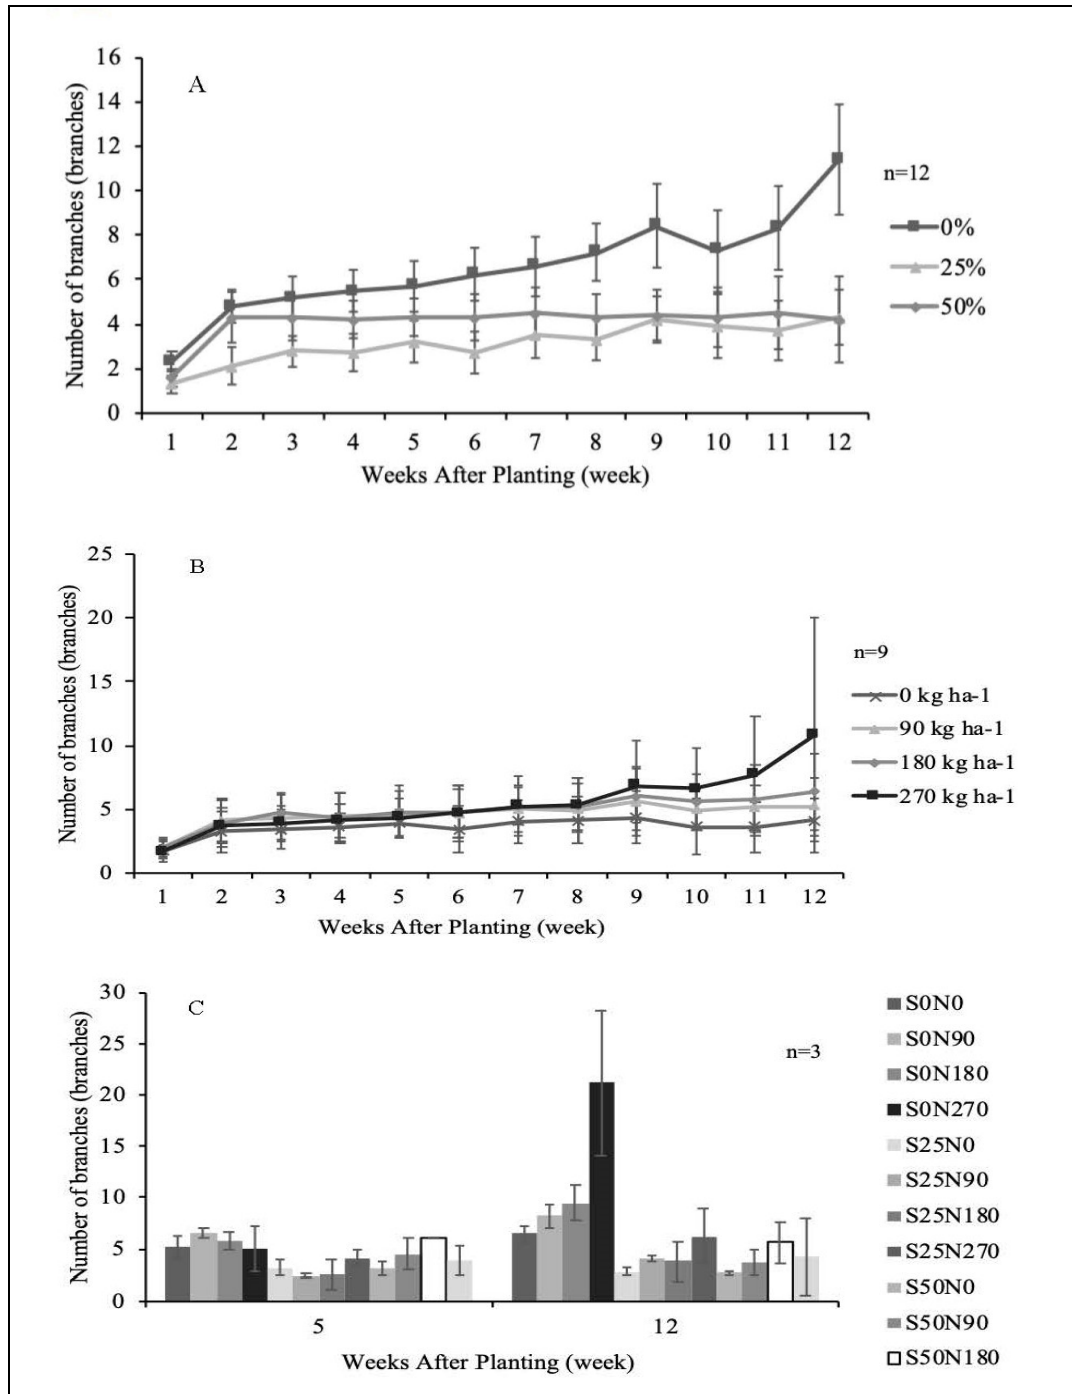 16
14
12
10
8
6
4
2
0
A
Number of branches (branches)
n=12
0%
25%
50%
1 2 3 4 5 6 7 8 9 10 11 12
Weeks After Planting (week)
25
20
15
10
5
0
B
Number of branches (branches)
n=9
0 kg ha-1
90 kg ha-1
180 kg ha-1
270 kg ha-1
1 2 3 4 5 6 7 8 9 10 11 12
Weeks After Planting (week)
30
25
20
15
10
5
0
C
Number of branches (branches)
n=3
5 12
Weeks After Planting (week)
S0N0
S0N90
S0N180
S0N270
S25N0
S25N90
S25N180
S25N270
S50N0
S50N90
S50N180